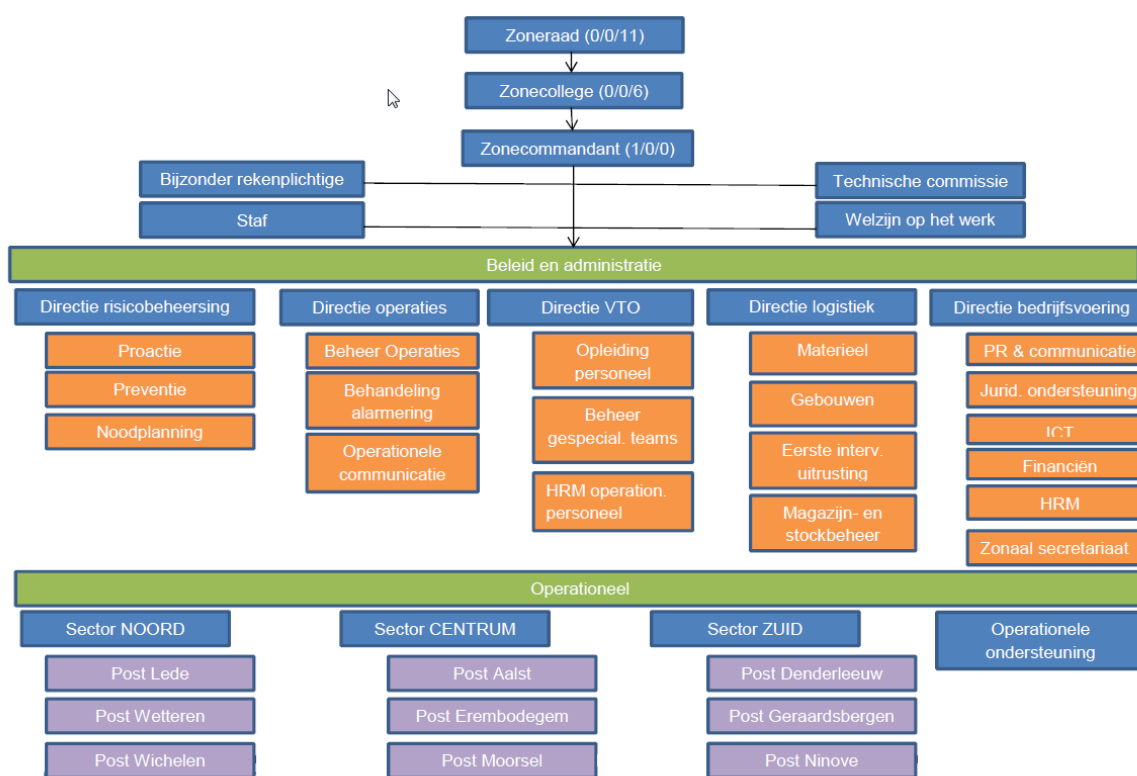 Zoneraad (0/0/11)
Zonecollege (0/0/6)
Zonecommandant (1/0/0)
Bijzonder rekenplichtige
Technische commissie
Staf
Welzijn op het werk
Beleid en administratie
Directie risicobeheersing
Proactie
Preventie
Noodplanning
Directie operaties
Beheer Operaties
Behandeling
alarmering
Operationele
communicatie
Directie VTO
Opleiding
personeel
Beheer
gespecial. teams
HRM operation.
personeel
Directie logistiek
Materieel
Gebouwen
Eerste interv.
uitrusting
Magazijn- en
stockbeheer
Directie bedrijfsvoering
PR & communicatie
Jurid. ondersteuning
ICT
Financiën
HRM
Zonaal secretariaat
Operationeel
Sector NOORD
Post Lede
Post Wetteren
Post Wichelen
Sector CENTRUM
Post Aalst
Post Erembodegem
Post Moorsel
Sector ZUID
Post Denderleeuw
Post Geraardsbergen
Post Ninove
Operationele
ondersteuning